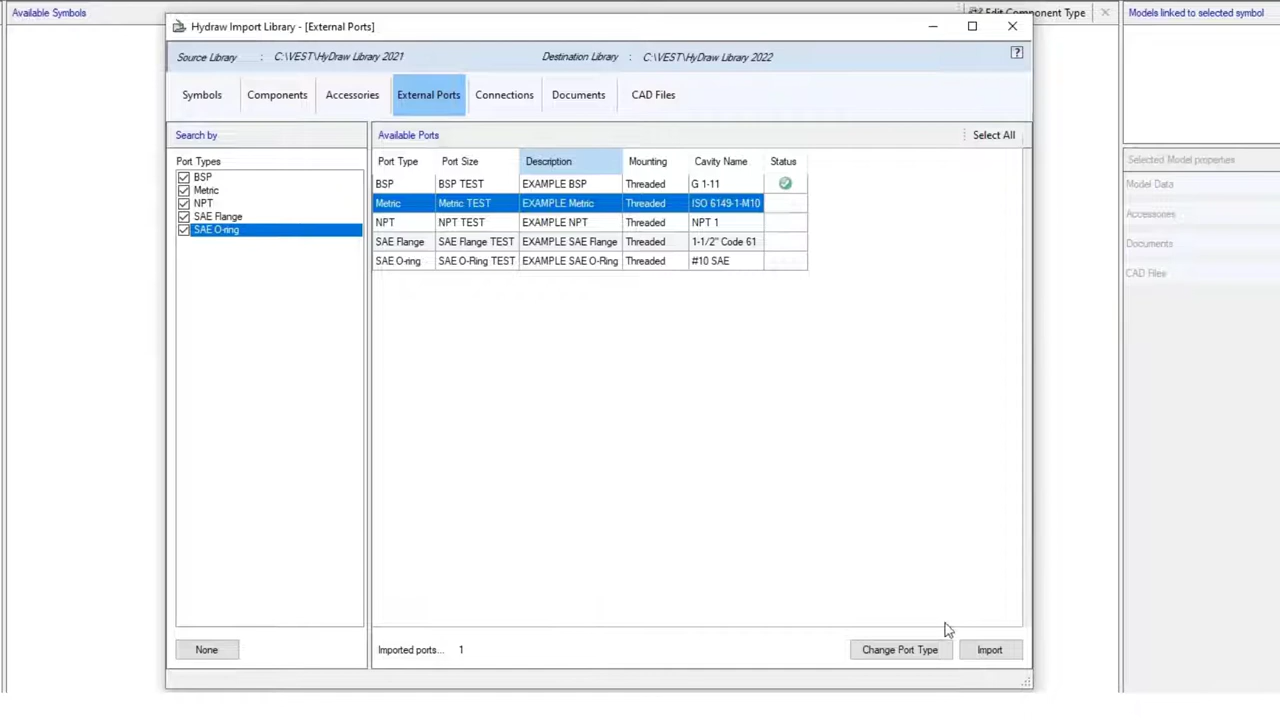 Available Symbols
Hydraw Import Library - [External Ports]
Edit Component Type
Models linked to selected symbol
Source Library : C:\VEST\HyDraw Library 2021
Destination Library : C:\VEST\HyDraw Library 2022
?
Symbols Components Accessories External Ports Connections Documents CAD Files
Search by
Available Ports
Select All
Selected Model properties
Port Types
BSP
Metric
NPT
SAE Flange
SAE O-ring
Port Type Port Size Description Mounting Cavity Name Status
BSP BSP TEST EXAMPLE BSP Threaded G 1-11
Metric Metric TEST EXAMPLE Metric Threaded ISO 6149-1-M10
NPT NPT TEST EXAMPLE NPT Threaded NPT 1
SAE Flange SAE Flange TEST EXAMPLE SAE Flange Threaded 1-1/2" Code 61
SAE O-ring SAE O-Ring TEST EXAMPLE SAE O-Ring Threaded #10 SAE
Model Data
Accessories
Documents
CAD Files
None
Imported ports... 1
Change Port Type
Import